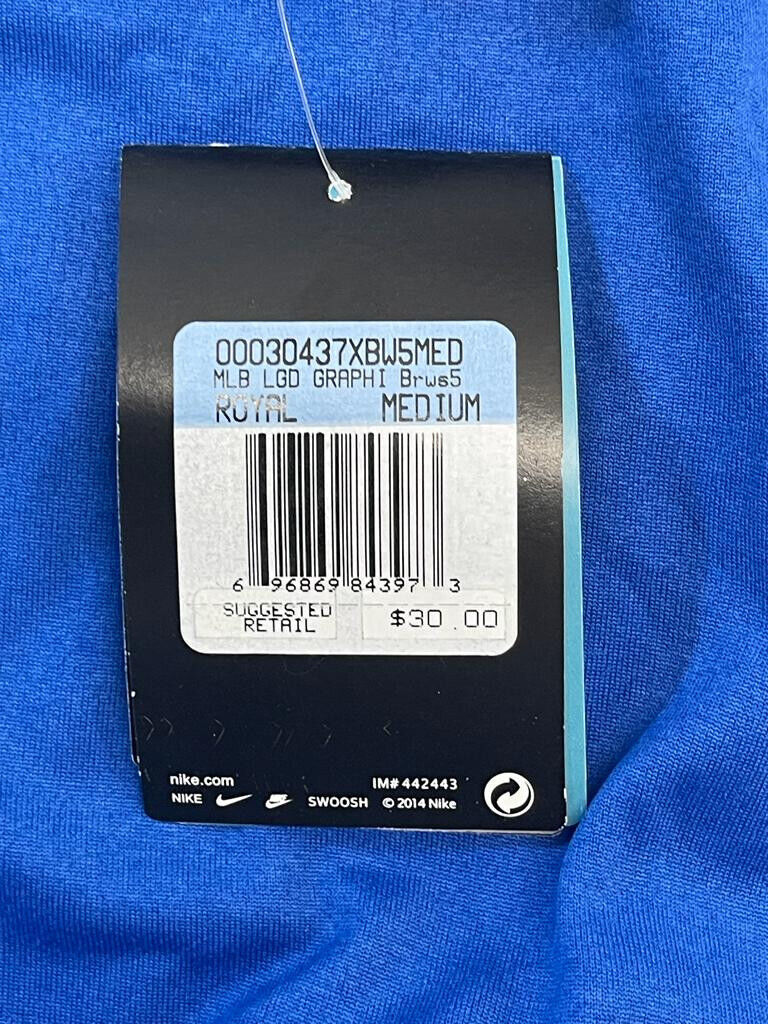 00030437XBW5MED
MLB LGD GRAPHI Brws5
ROYAL MEDIUM
6 96869 84397 3
SUGGESTED RETAIL $30.00
nike.com IM# 442443
NIKE SWOOSH © 2014 Nike